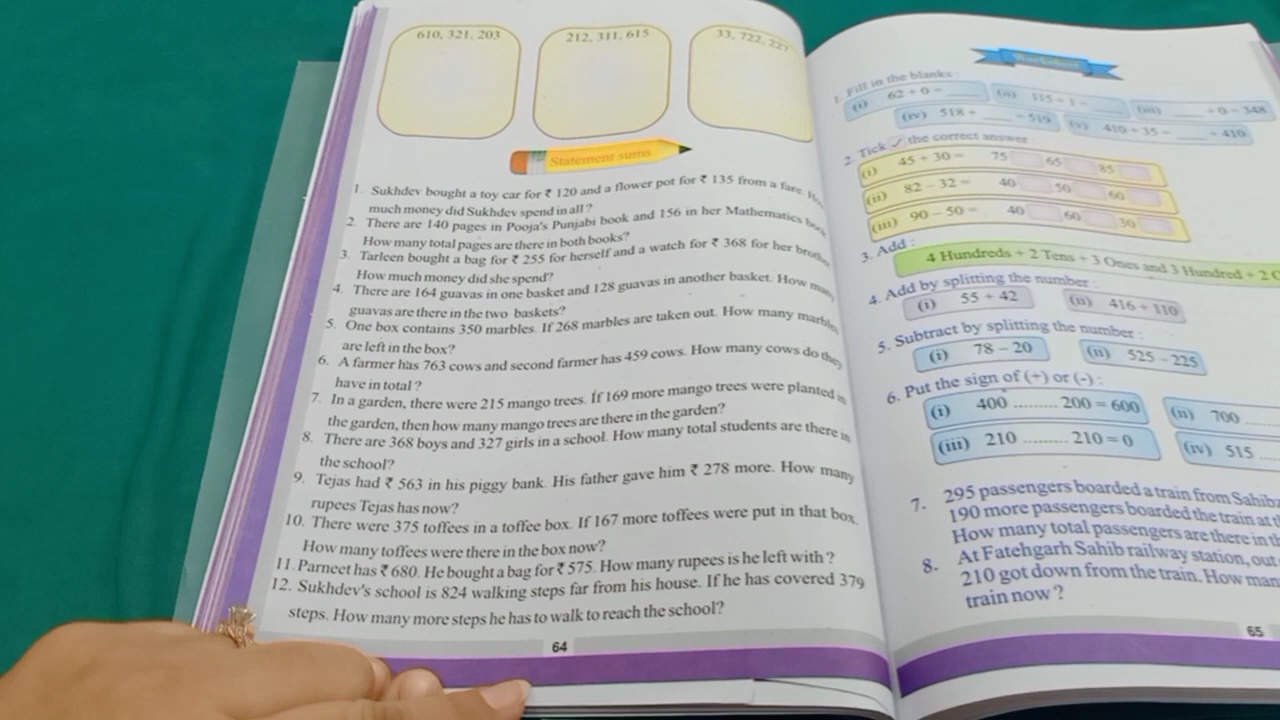 610, 321, 203
212, 311, 615
33, 722, 227
Statement sums
1. Sukhdev bought a toy car for ₹ 120 and a flower pot for ₹ 135 from a fare.
much money did Sukhdev spend in all ?
2. There are 140 pages in Pooja's Punjabi book and 156 in her Mathematics
How many total pages are there in both books?
3. Tarleen bought a bag for ₹ 255 for herself and a watch for ₹ 368 for her brother
How much money did she spend?
4. There are 164 guavas in one basket and 128 guavas in another basket. How many
guavas are there in the two baskets?
5. One box contains 350 marbles. If 268 marbles are taken out. How many marbles
are left in the box?
6. A farmer has 763 cows and second farmer has 459 cows. How many cows do they
have in total ?
7. In a garden, there were 215 mango trees. If 169 more mango trees were planted in
the garden, then how many mango trees are there in the garden?
8. There are 368 boys and 327 girls in a school. How many total students are there in
the school?
9. Tejas had ₹ 563 in his piggy bank. His father gave him ₹ 278 more. How many
rupees Tejas has now?
10. There were 375 toffees in a toffee box. If 167 more toffees were put in that box.
How many toffees were there in the box now?
11. Parneet has ₹ 680. He bought a bag for ₹ 575. How many rupees is he left with ?
12. Sukhdev's school is 824 walking steps far from his house. If he has covered 379
steps. How many more steps he has to walk to reach the school?
64
Worksheet
1. Fill in the blanks :
(i) 62 + 0 = ____ (ii) 115 + 1 = ____ (iii) ____ + 0 = 348
(iv) 518 + ____ = 519 (v) 410 + 35 = ____ + 410
2. Tick ✓ the correct answer :
(i) 45 + 30 = 75 65 85
(ii) 82 − 32 = 40 50 60
(iii) 90 − 50 = 40 60 30
3. Add :
4 Hundreds + 2 Tens + 3 Ones and 3 Hundred + 2
4. Add by splitting the number :
(i) 55 + 42 (ii) 416 + 110
5. Subtract by splitting the number :
(i) 78 − 20 (ii) 525 − 225
6. Put the sign of (+) or (-) :
(i) 400 ......... 200 = 600 (ii) 700 ......
(iii) 210 ......... 210 = 0 (iv) 515 ....
7. 295 passengers boarded a train from
190 more passengers boarded the train at
How many total passengers are there in
8. At Fatehgarh Sahib railway station, out
210 got down from the train. How
train now ?
65